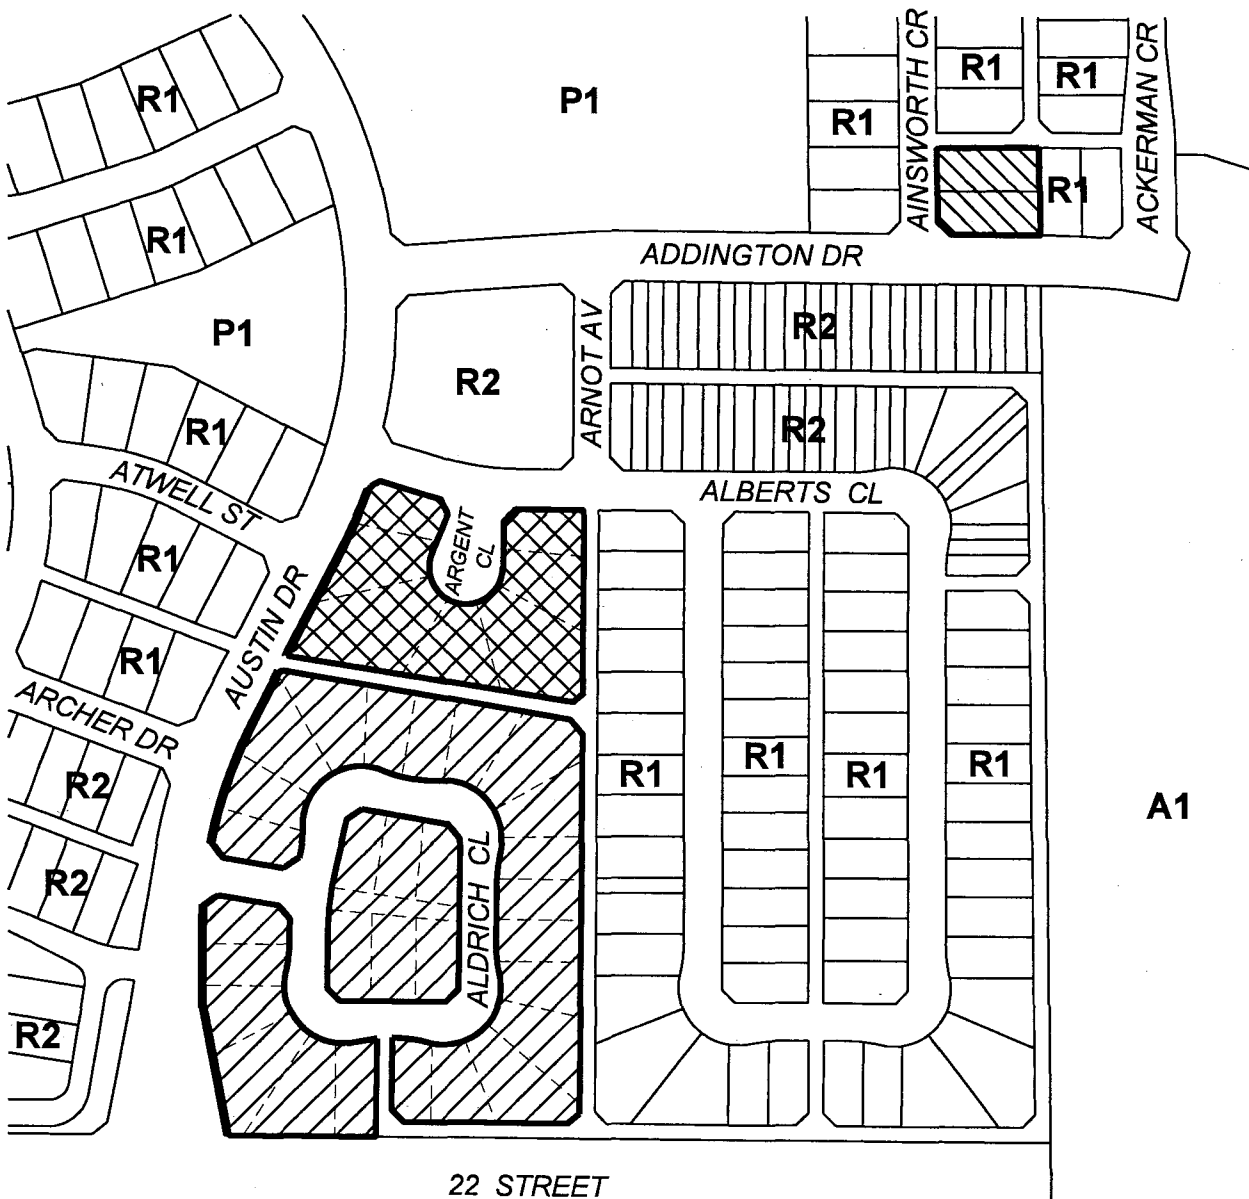 R1
P1
R1
AINSWORTH CR
R1
R1
ACKERMAN CR
R1
R1
ADDINGTON DR
P1
R2
ARNOT AV
R2
R1
R2
ATWELL ST
ALBERTS CL
R1
ARGENT
CL
AUSTIN DR
R1
ARCHER DR
R2
R1
R1
R1
R1
A1
R2
ALDRICH CL
R2
22 STREET